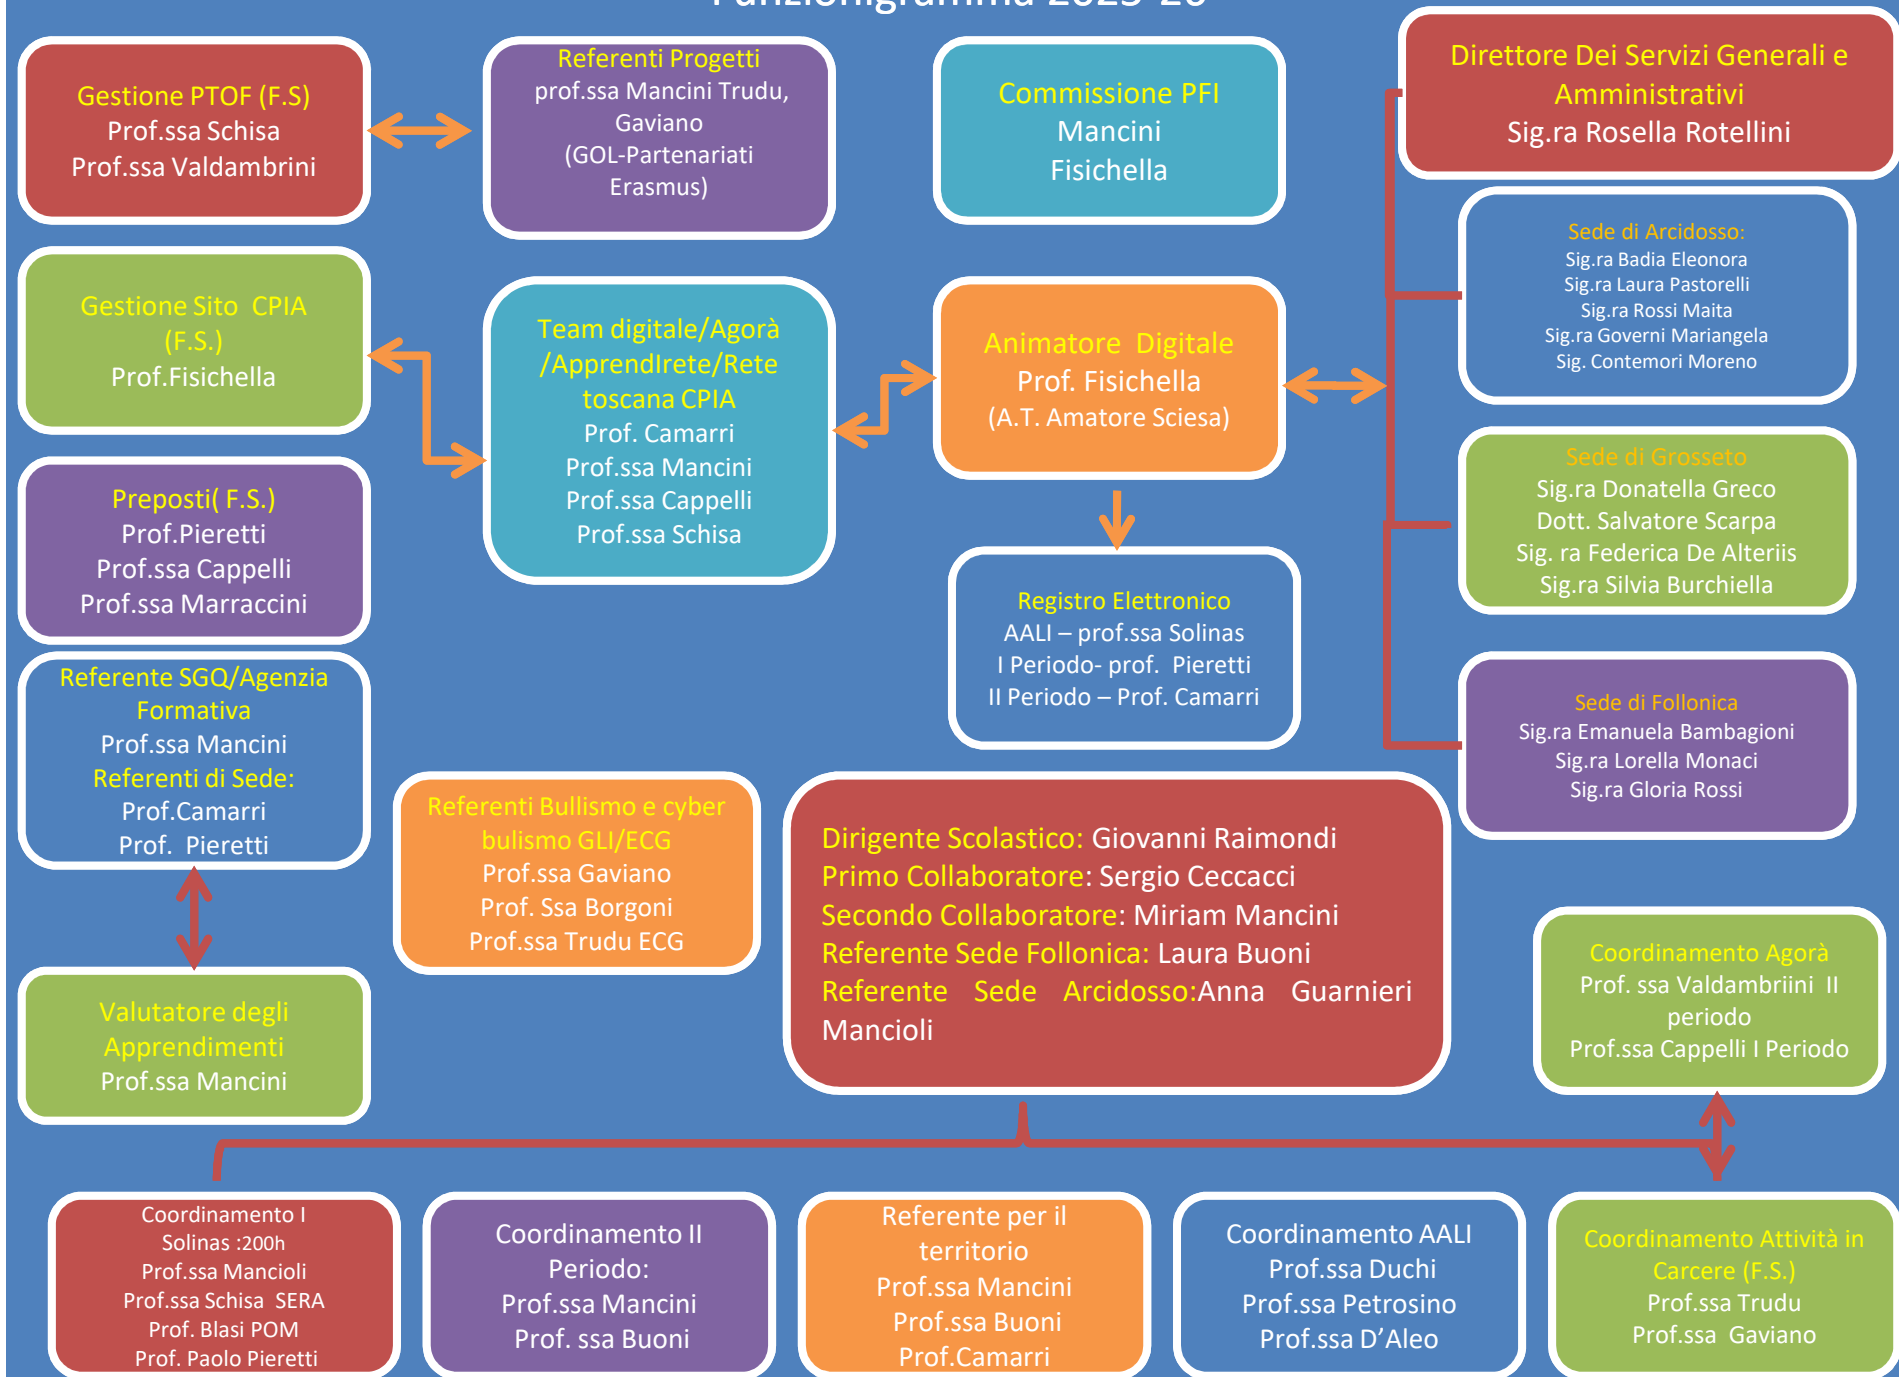 Funzionigramma 2025-26
Gestione PTOF (F.S)
Prof.ssa Schisa
Prof.ssa Valdambrini
Referenti Progetti
prof.ssa Mancini Trudu,
Gaviano
(GOL-Partenariati
Erasmus)
Commissione PFI
Mancini
Fisichella
Direttore Dei Servizi Generali e
Amministrativi
Sig.ra Rosella Rotellini
Sede di Arcidosso:
Sig.ra Badia Eleonora
Sig.ra Laura Pastorelli
Sig.ra Rossi Maita
Sig.ra Governi Mariangela
Sig. Contemori Moreno
Gestione Sito CPIA
(F.S.)
Prof.Fisichella
Team digitale/Agorà
/ApprendIrete/Rete
toscana CPIA
Prof. Camarri
Prof.ssa Mancini
Prof.ssa Cappelli
Prof.ssa Schisa
Animatore Digitale
Prof. Fisichella
(A.T. Amatore Sciesa)
Sede di Grosseto
Sig.ra Donatella Greco
Dott. Salvatore Scarpa
Sig. ra Federica De Alteriis
Sig.ra Silvia Burchiella
Preposti( F.S.)
Prof.Pieretti
Prof.ssa Cappelli
Prof.ssa Marraccini
Registro Elettronico
AALI – prof.ssa Solinas
I Periodo- prof. Pieretti
II Periodo – Prof. Camarri
Sede di Follonica
Sig.ra Emanuela Bambagioni
Sig.ra Lorella Monaci
Sig.ra Gloria Rossi
Referente SGQ/Agenzia
Formativa
Prof.ssa Mancini
Referenti di Sede:
Prof.Camarri
Prof. Pieretti
Referenti Bullismo e cyber
bulismo GLI/ECG
Prof.ssa Gaviano
Prof. Ssa Borgoni
Prof.ssa Trudu ECG
Dirigente Scolastico: Giovanni Raimondi
Primo Collaboratore: Sergio Ceccacci
Secondo Collaboratore: Miriam Mancini
Referente Sede Follonica: Laura Buoni
Referente Sede Arcidosso:Anna Guarnieri
Mancioli
Coordinamento Agorà
Prof. ssa Valdambriini II
periodo
Prof.ssa Cappelli I Periodo
Valutatore degli
Apprendimenti
Prof.ssa Mancini
Coordinamento I
Solinas :200h
Prof.ssa Mancioli
Prof.ssa Schisa SERA
Prof. Blasi POM
Prof. Paolo Pieretti
Coordinamento II
Periodo:
Prof.ssa Mancini
Prof. ssa Buoni
Referente per il
territorio
Prof.ssa Mancini
Prof.ssa Buoni
Prof.Camarri
Coordinamento AALI
Prof.ssa Duchi
Prof.ssa Petrosino
Prof.ssa D’Aleo
Coordinamento Attività in
Carcere (F.S.)
Prof.ssa Trudu
Prof.ssa Gaviano